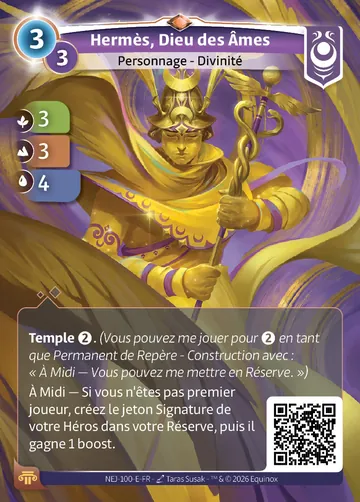 3
3
Hermès, Dieu des Âmes
Personnage - Divinité
3
3
4
Temple 2. (Vous pouvez me jouer pour 2 en tant
que Permanent de Repère - Construction avec :
« À Midi — Vous pouvez me mettre en Réserve. »)
À Midi — Si vous n'êtes pas premier
joueur, créez le jeton Signature de
votre Héros dans votre Réserve, puis il
gagne 1 boost.
NEJ-100-E-FR - Taras Susak - ™ & © 2026 Equinox